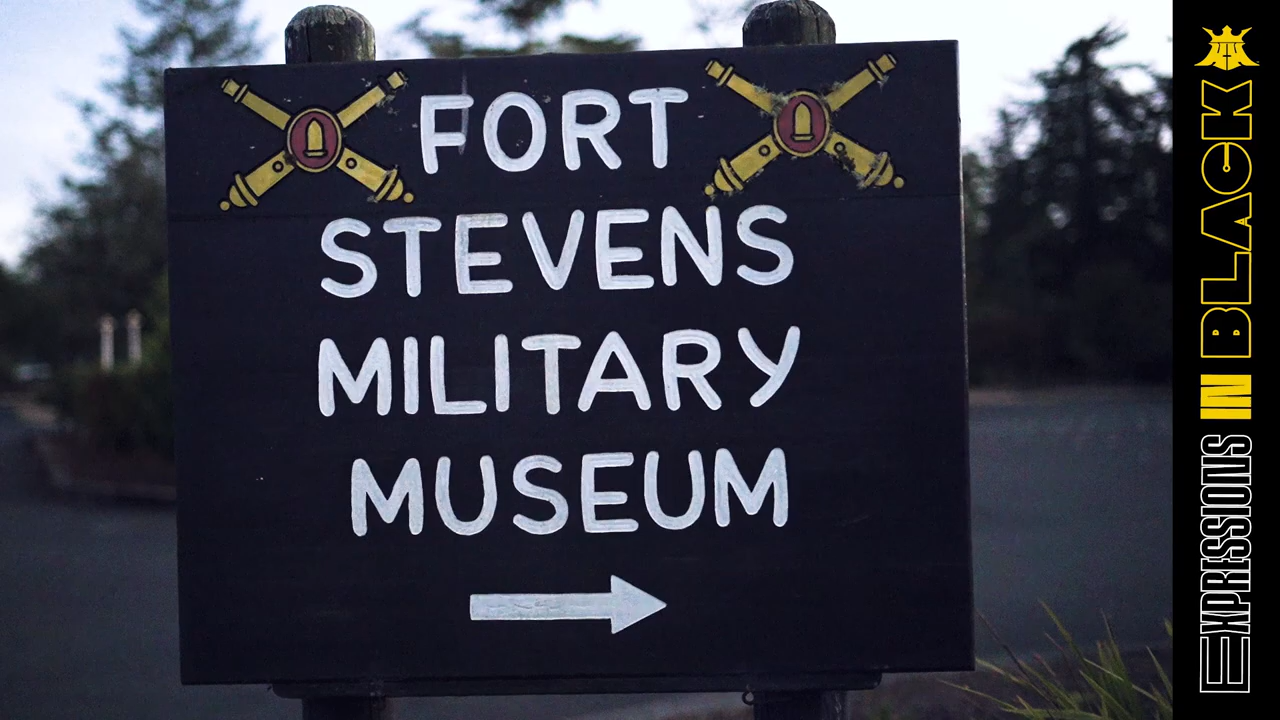 FORT
STEVENS
MILITARY
MUSEUM
EXPRESSIONS IN BLACK